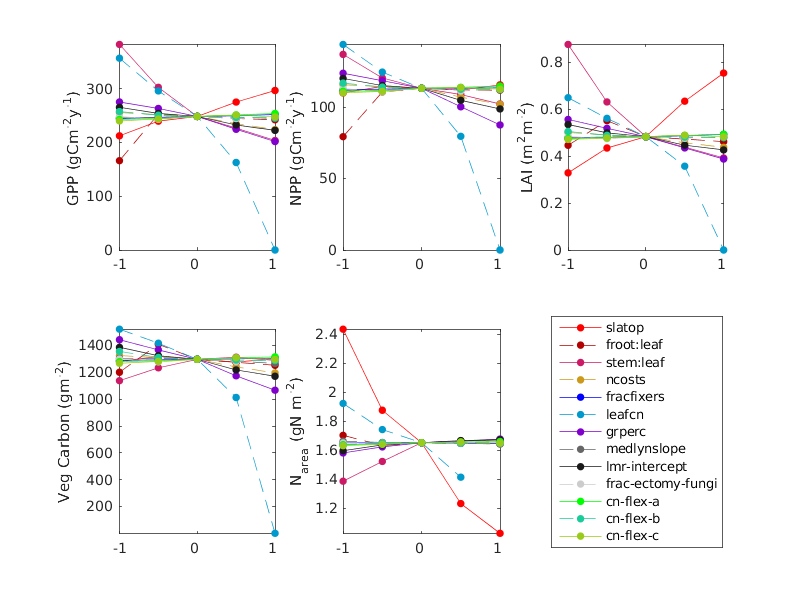 GPP (gCm⁻²y⁻¹)
300
200
100
0
-1 0 1
NPP (gCm⁻²y⁻¹)
100
50
0
-1 0 1
LAI (m² m⁻²)
0.8
0.6
0.4
0.2
0
-1 0 1
Veg Carbon (gm⁻²)
1400
1200
1000
800
600
400
200
-1 0 1
N_area (gN m⁻²)
2.4
2.2
2
1.8
1.6
1.4
1.2
-1 0 1
slatop
froot:leaf
stem:leaf
ncosts
fracfixers
leafcn
grperc
medlynslope
lmr-intercept
frac-ectomy-fungi
cn-flex-a
cn-flex-b
cn-flex-c